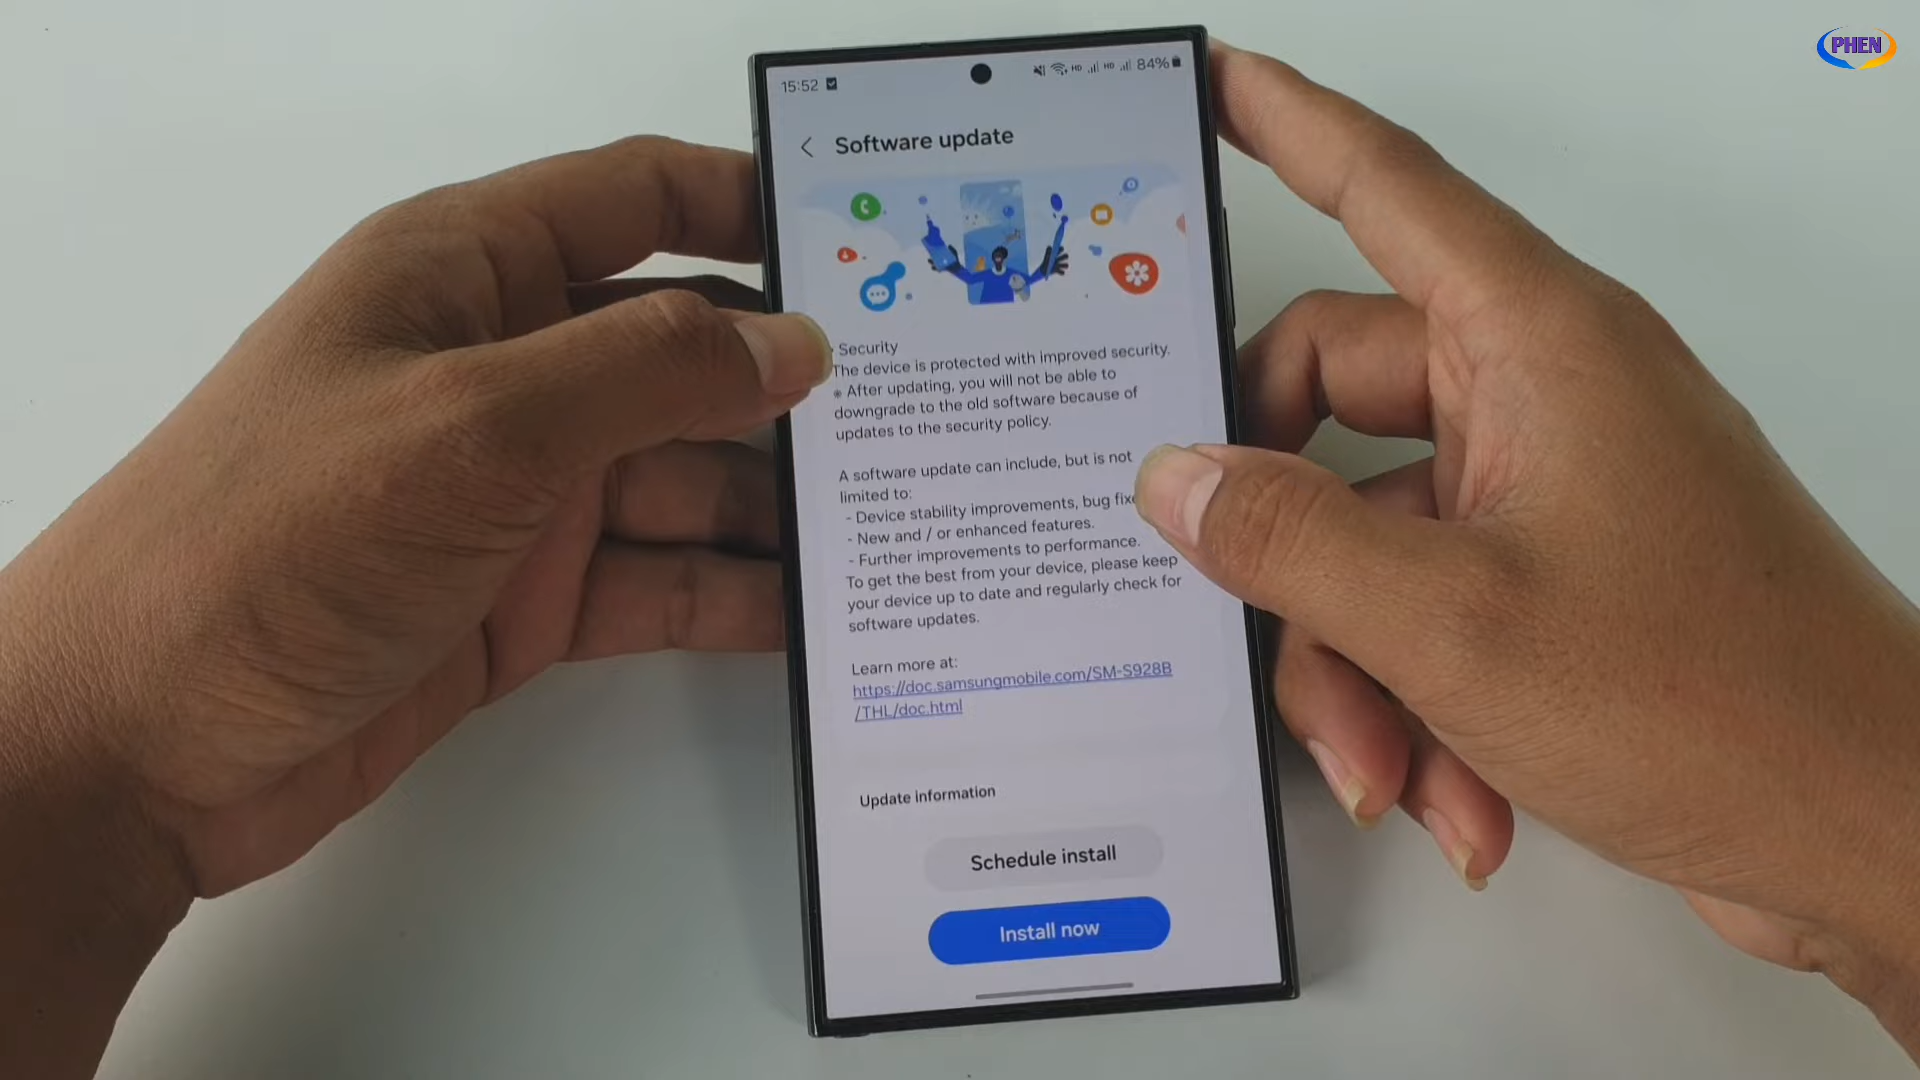 PHEN
15:52
HD HD 84%
Software update
Security
The device is protected with improved security.
※ After updating, you will not be able to
downgrade to the old software because of
updates to the security policy.
A software update can include, but is not
limited to:
- Device stability improvements, bug
- New and / or enhanced features.
- Further improvements to performance.
To get the best from your device, please keep
your device up to date and regularly check for
software updates.
Learn more at:
https://doc.samsungmobile.com/SM-S928B
/THL/doc.html
Update information
Schedule install
Install now